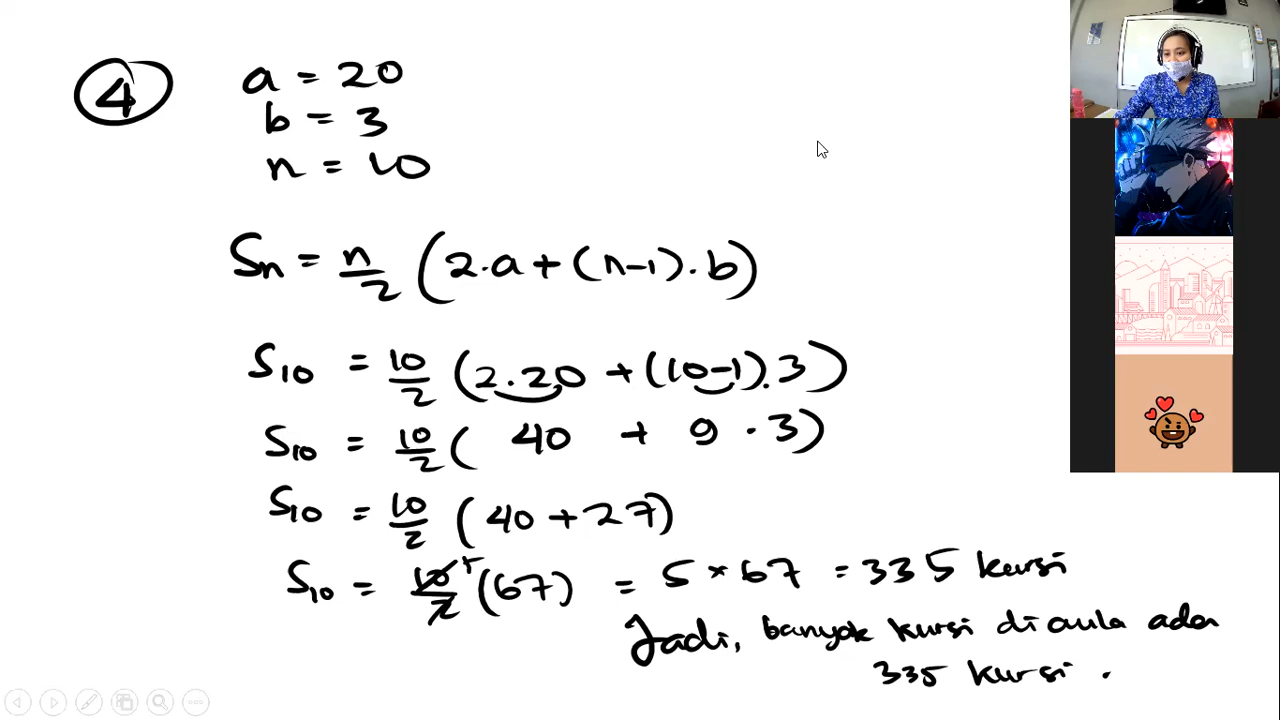 4
a = 20
b = 3
n = 10
Sn = n/2 (2.a + (n-1).b)
S10 = 10/2 (2.20 + (10-1).3)
S10 = 10/2 ( 40 + 9 . 3)
S10 = 10/2 (40 + 27)
S10 = 10/2 5 (67) = 5 × 67 = 335 kursi
Jadi, banyak kursi di aula ada
335 kursi.